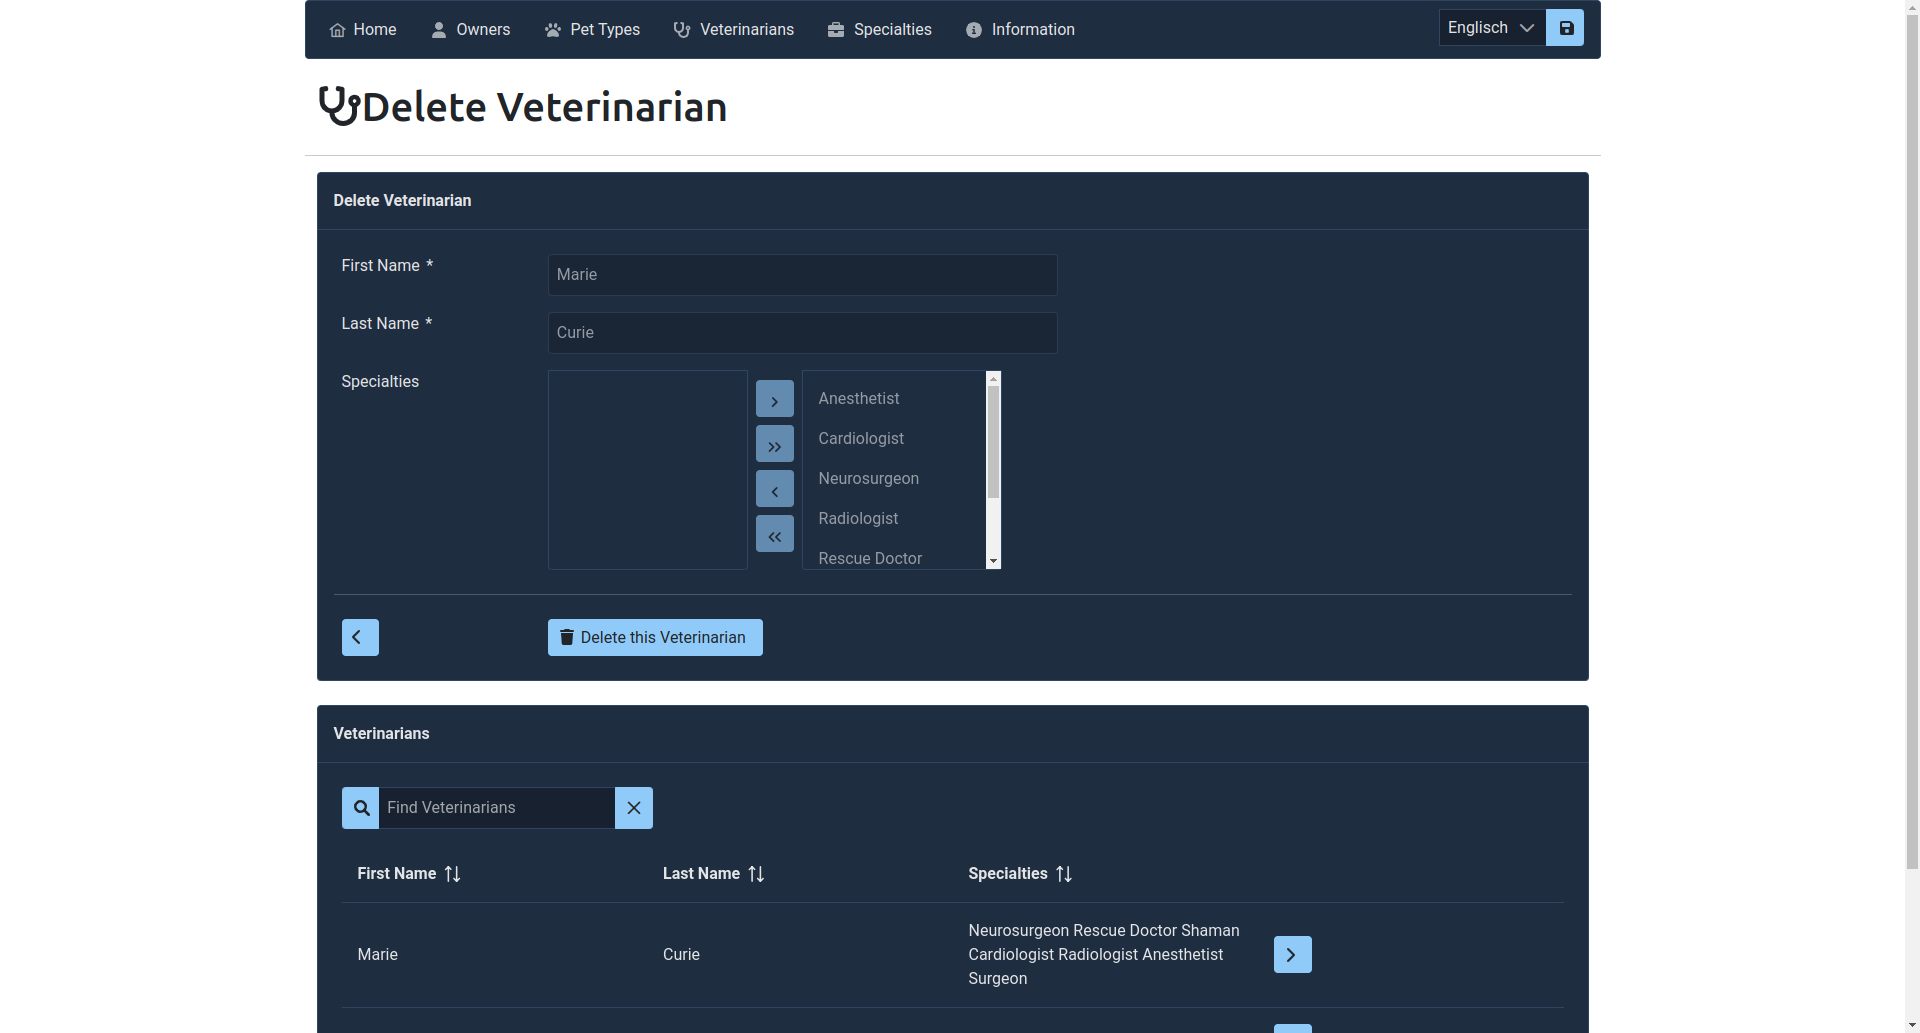 Home Owners Pet Types Veterinarians Specialties Information Englisch
Delete Veterinarian
Delete Veterinarian
First Name *
Marie
Last Name *
Curie
Specialties
Anesthetist
Cardiologist
Neurosurgeon
Radiologist
Rescue Doctor
Delete this Veterinarian
Veterinarians
Find Veterinarians
First Name Last Name Specialties
Marie Curie Neurosurgeon Rescue Doctor Shaman
Cardiologist Radiologist Anesthetist
Surgeon